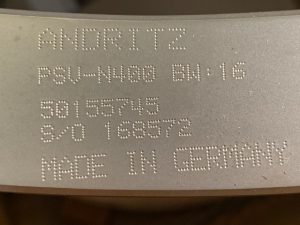 ANDRITZ
PSV-N400 BW:16
50155745
S/O 168572
MADE IN GERMANY